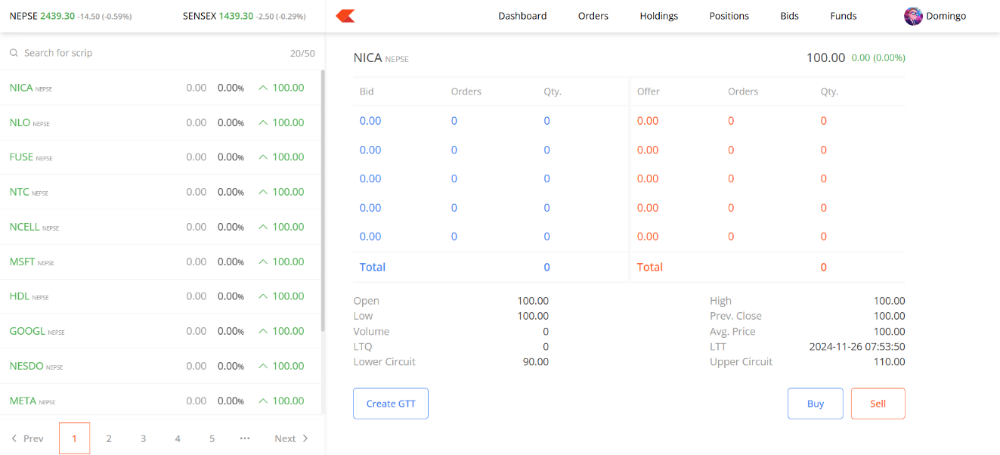 NEPSE 2439.30 -14.50 (-0.59%) SENSEX 1439.30 -2.50 (-0.29%)
Dashboard Orders Holdings Positions Bids Funds Domingo
Search for scrip 20/50
NICA NEPSE 0.00 0.00% 100.00
NLO NEPSE 0.00 0.00% 100.00
FUSE NEPSE 0.00 0.00% 100.00
NTC NEPSE 0.00 0.00% 100.00
NCELL NEPSE 0.00 0.00% 100.00
MSFT NEPSE 0.00 0.00% 100.00
HDL NEPSE 0.00 0.00% 100.00
GOOGL NEPSE 0.00 0.00% 100.00
NESDO NEPSE 0.00 0.00% 100.00
META NEPSE 0.00 0.00% 100.00
Prev 1 2 3 4 5 ••• Next
NICA NEPSE 100.00 0.00 (0.00%)
Bid Orders Qty. Offer Orders Qty.
0.00 0 0 0.00 0 0
0.00 0 0 0.00 0 0
0.00 0 0 0.00 0 0
0.00 0 0 0.00 0 0
0.00 0 0 0.00 0 0
Total 0 Total 0
Open 100.00 High 100.00
Low 100.00 Prev. Close 100.00
Volume 0 Avg. Price 100.00
LTQ 0 LTT 2024-11-26 07:53:50
Lower Circuit 90.00 Upper Circuit 110.00
Create GTT Buy Sell